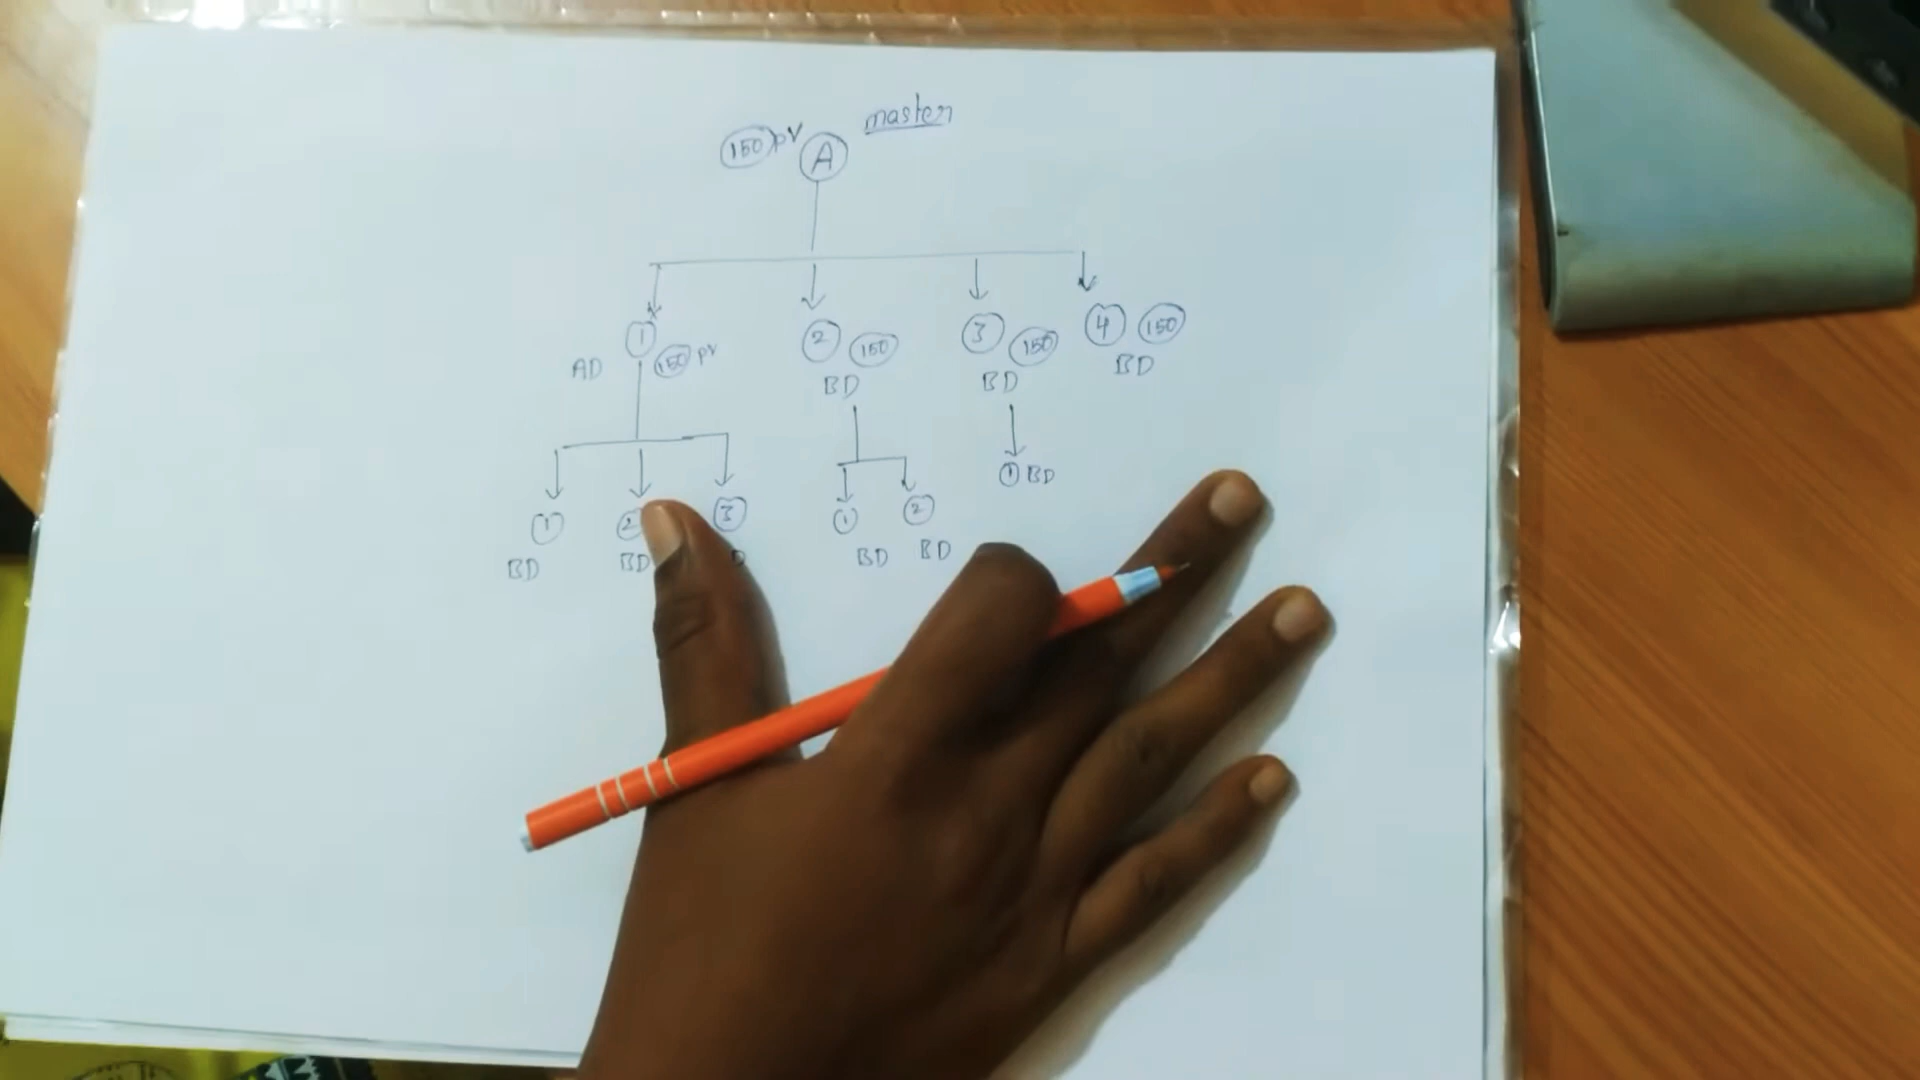 master
150 pv A
1 2 150 3 150 4 150
AD 150 pv BD BD BD
1 BD
1 2 3 1 2
BD BD D BD BD